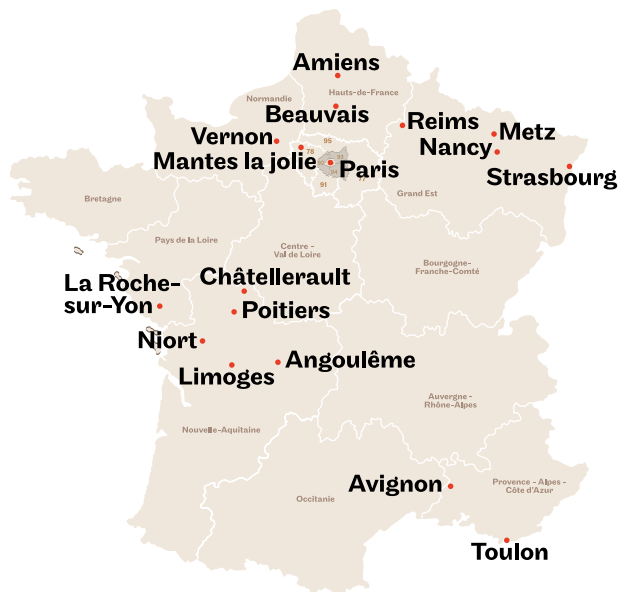 Amiens
Hauts-de-France
Normandie
Beauvais
Reims
Metz
Vernon
95
Nancy
Mantes la jolie
78
Paris
77
Strasbourg
91
Grand Est
Bretagne
Pays de la Loire
Centre -
Val de Loire
Bourgogne-
Franche-Comté
La Roche-
sur-Yon
Châtellerault
Poitiers
Niort
Angoulême
Limoges
Auvergne -
Rhône-Alpes
Nouvelle-Aquitaine
Avignon
Provence - Alpes -
Côte d'Azur
Occitanie
Toulon